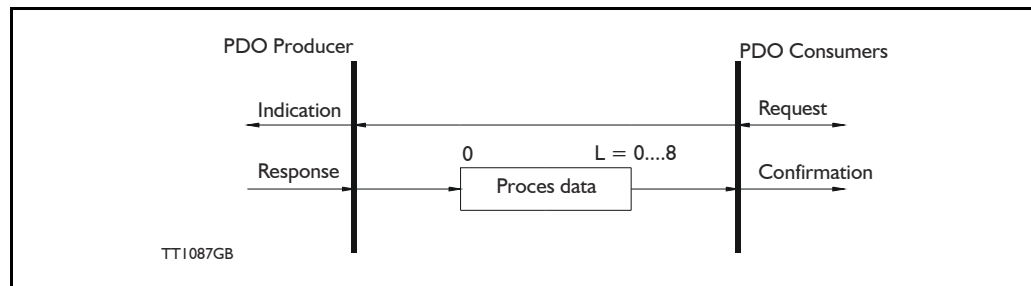 PDO Producer
PDO Consumers
Indication
Request
0
L = 0....8
Response
Proces data
Confirmation
TT1087GB